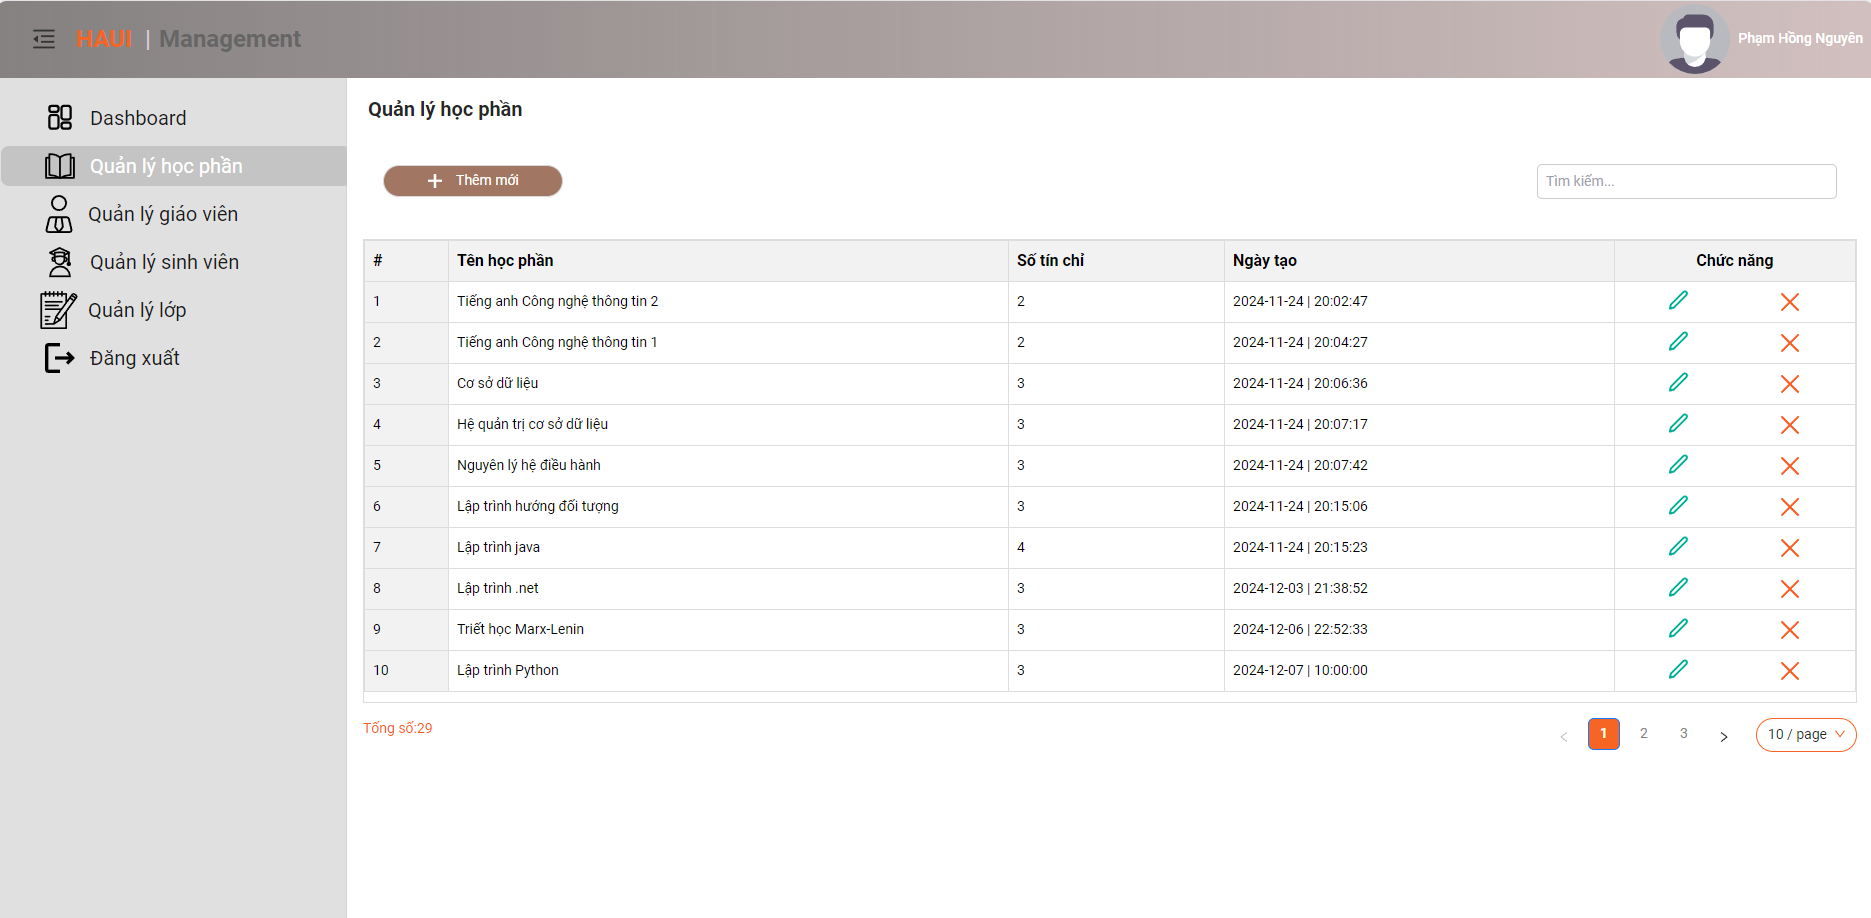 HAUI | Management
Phạm Hồng Nguyên
Dashboard
Quản lý học phần
Quản lý giáo viên
Quản lý sinh viên
Quản lý lớp
Đăng xuất
Quản lý học phần
Thêm mới
Tìm kiếm...
# Tên học phần Số tín chỉ Ngày tạo Chức năng
1 Tiếng anh Công nghệ thông tin 2 2 2024-11-24 | 20:02:47
2 Tiếng anh Công nghệ thông tin 1 2 2024-11-24 | 20:04:27
3 Cơ sở dữ liệu 3 2024-11-24 | 20:06:36
4 Hệ quản trị cơ sở dữ liệu 3 2024-11-24 | 20:07:17
5 Nguyên lý hệ điều hành 3 2024-11-24 | 20:07:42
6 Lập trình hướng đối tượng 3 2024-11-24 | 20:15:06
7 Lập trình java 4 2024-11-24 | 20:15:23
8 Lập trình .net 3 2024-12-03 | 21:38:52
9 Triết học Marx-Lenin 3 2024-12-06 | 22:52:33
10 Lập trình Python 3 2024-12-07 | 10:00:00
Tổng số:29
< 1 2 3 > 10 / page